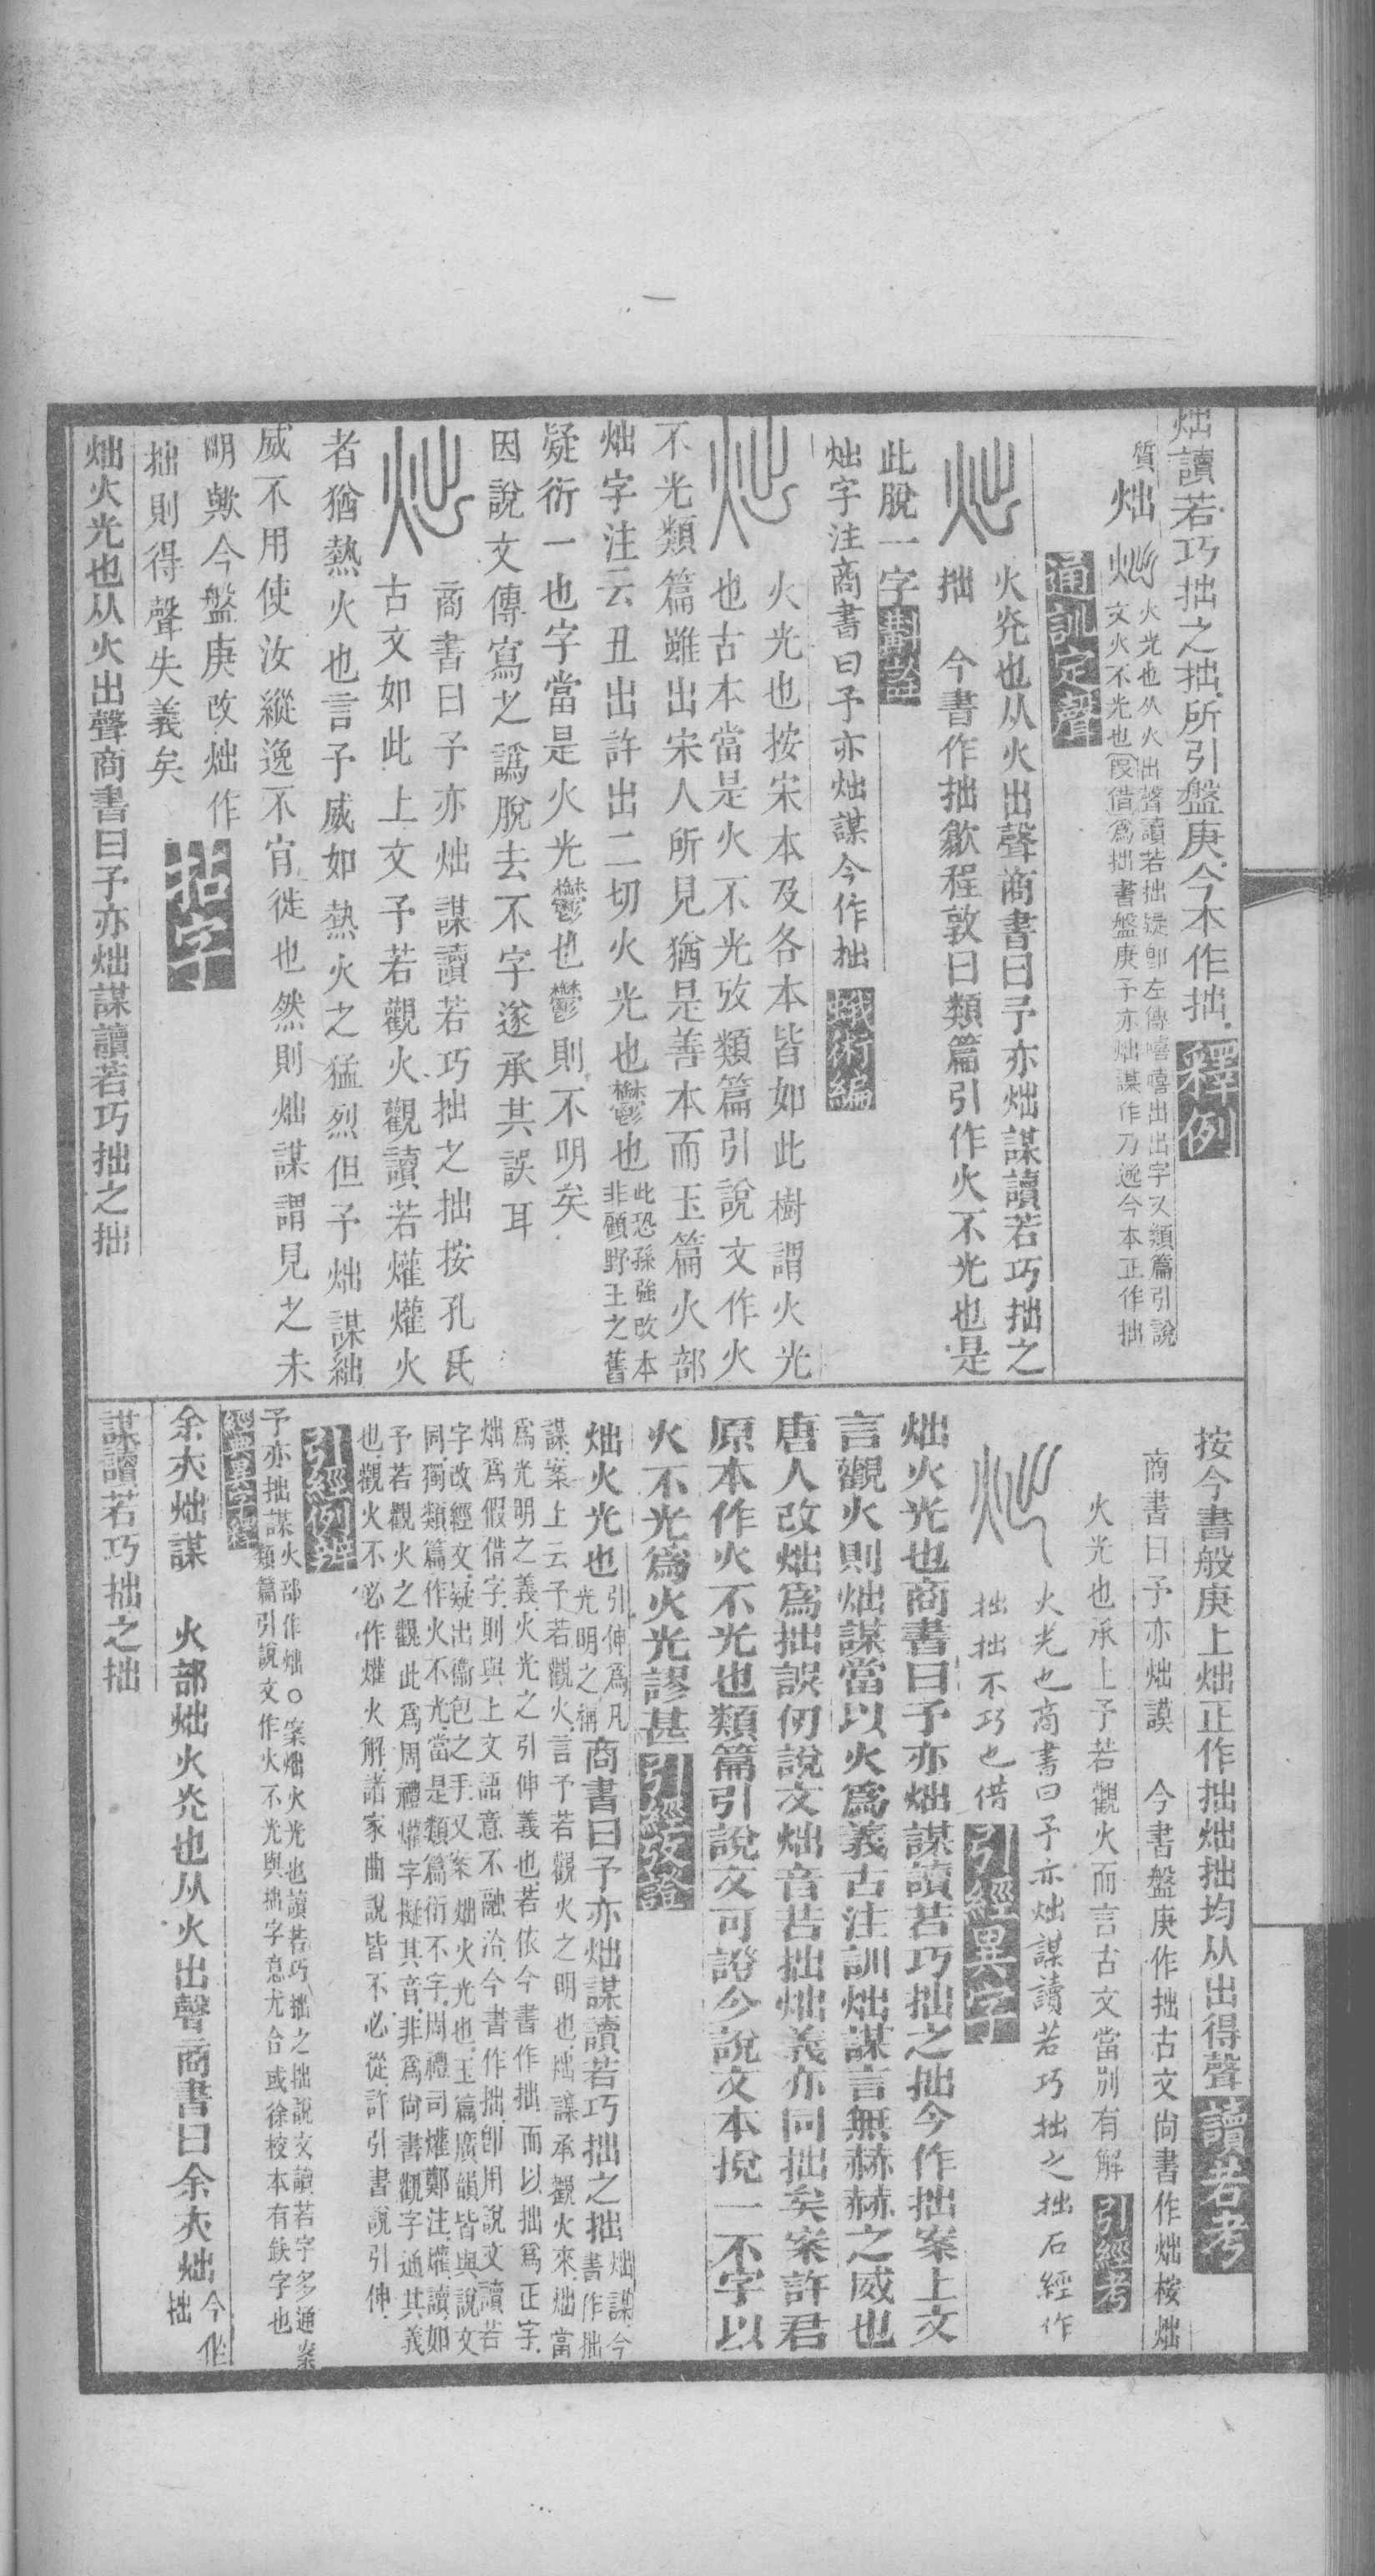 炪讀若巧拙之拙所引盤庚今本作拙釋例
質炪
火光也从火出聲讀若拙疑卽左傳嘻嘻出出字又類篇引說
文火不光也叚借爲拙書盤庚予亦炪謀作乃逸今本正作拙
通訓定聲
火炗也从火出聲商書曰予亦炪謀讀若巧拙之
拙　今書作拙歙程敦曰類篇引作火不光也是
此脫一字
炪字注商書曰予亦炪謀今作拙蛾術編
火光也按宋本及各本皆如此樹謂火光
也古本當是火不光攷類篇引說文作火
不光類篇雖出宋人所見猶是善本而玉篇火部
炪字注云丑出許出二切火光也鬱也此恐孫強改本非顧野王之舊
疑衍一也字當是火光鬱也鬱則不明矣
因說文傳寫之譌脫去不字遂承其誤耳
商書曰予亦炪謀讀若巧拙之拙按孔氏
古文如此上文予若觀火觀讀若爟爟火
者猶熱火也言予威如熱火之猛烈但予炪謀絀
威不用使汝縱逸不肯徙也然則炪謀謂見之未
明歟今盤庚改炪作
拙則得聲失義矣
炪火光也从火出聲商書曰予亦炪謀讀若巧拙之拙
按今書般庚上炪正作拙炪拙均从出得聲讀若考
商書曰予亦炪謨　今書盤庚作拙古文尚書作炪桉炪
火光也承上予若觀火而言古文當別有解引經考
火光也商書曰予亦炪謀讀若巧拙之拙石經作
拙拙不巧也借引經異字
炪火光也商書曰予亦炪謀讀若巧拙之拙今作拙案上文
言觀火則炪謀當以火爲義古注訓炪謀言無赫赫之威也
唐人改炪爲拙誤仞說文炪音苦拙炪義亦同拙矣案許君
原本作火不光也類篇引說文可證今說文本挩一不字以
火不光爲火光謬甚引經攷證
炪火光也引伸爲凡光明之稱商書曰予亦炪謀讀若巧拙之拙炪謀今書作拙
謀案上云予若觀火言予若觀火之明也炪謀承觀火來炪當
爲光明之義火光之引伸義也若依今書作拙而以拙爲正字
炪爲假借字則與上文語意不融洽今書作拙卽用說文讀若
字改經文疑出衞包之手又案炪火光也玉篇廣韻皆與說文
同獨類篇作火不光當是類篇衍不字周禮司爟鄭注爟讀如
予若觀火之觀此爲周禮爟字擬其音非爲尙書觀字通其義
也觀火不必作爟火解諸家曲說皆不必從許引書說引伸
引經例辨
予亦拙謀火部作炪○案炪火光也讀若巧拙之拙說文讀若字多通叚
類篇引說文作火不光與拙字意尤合或徐校本有鈌字也
經典異字釋
余亦炪謀　火部炪火炗也从火出聲商書曰余亦炪今作拙
謀讀若巧拙之拙